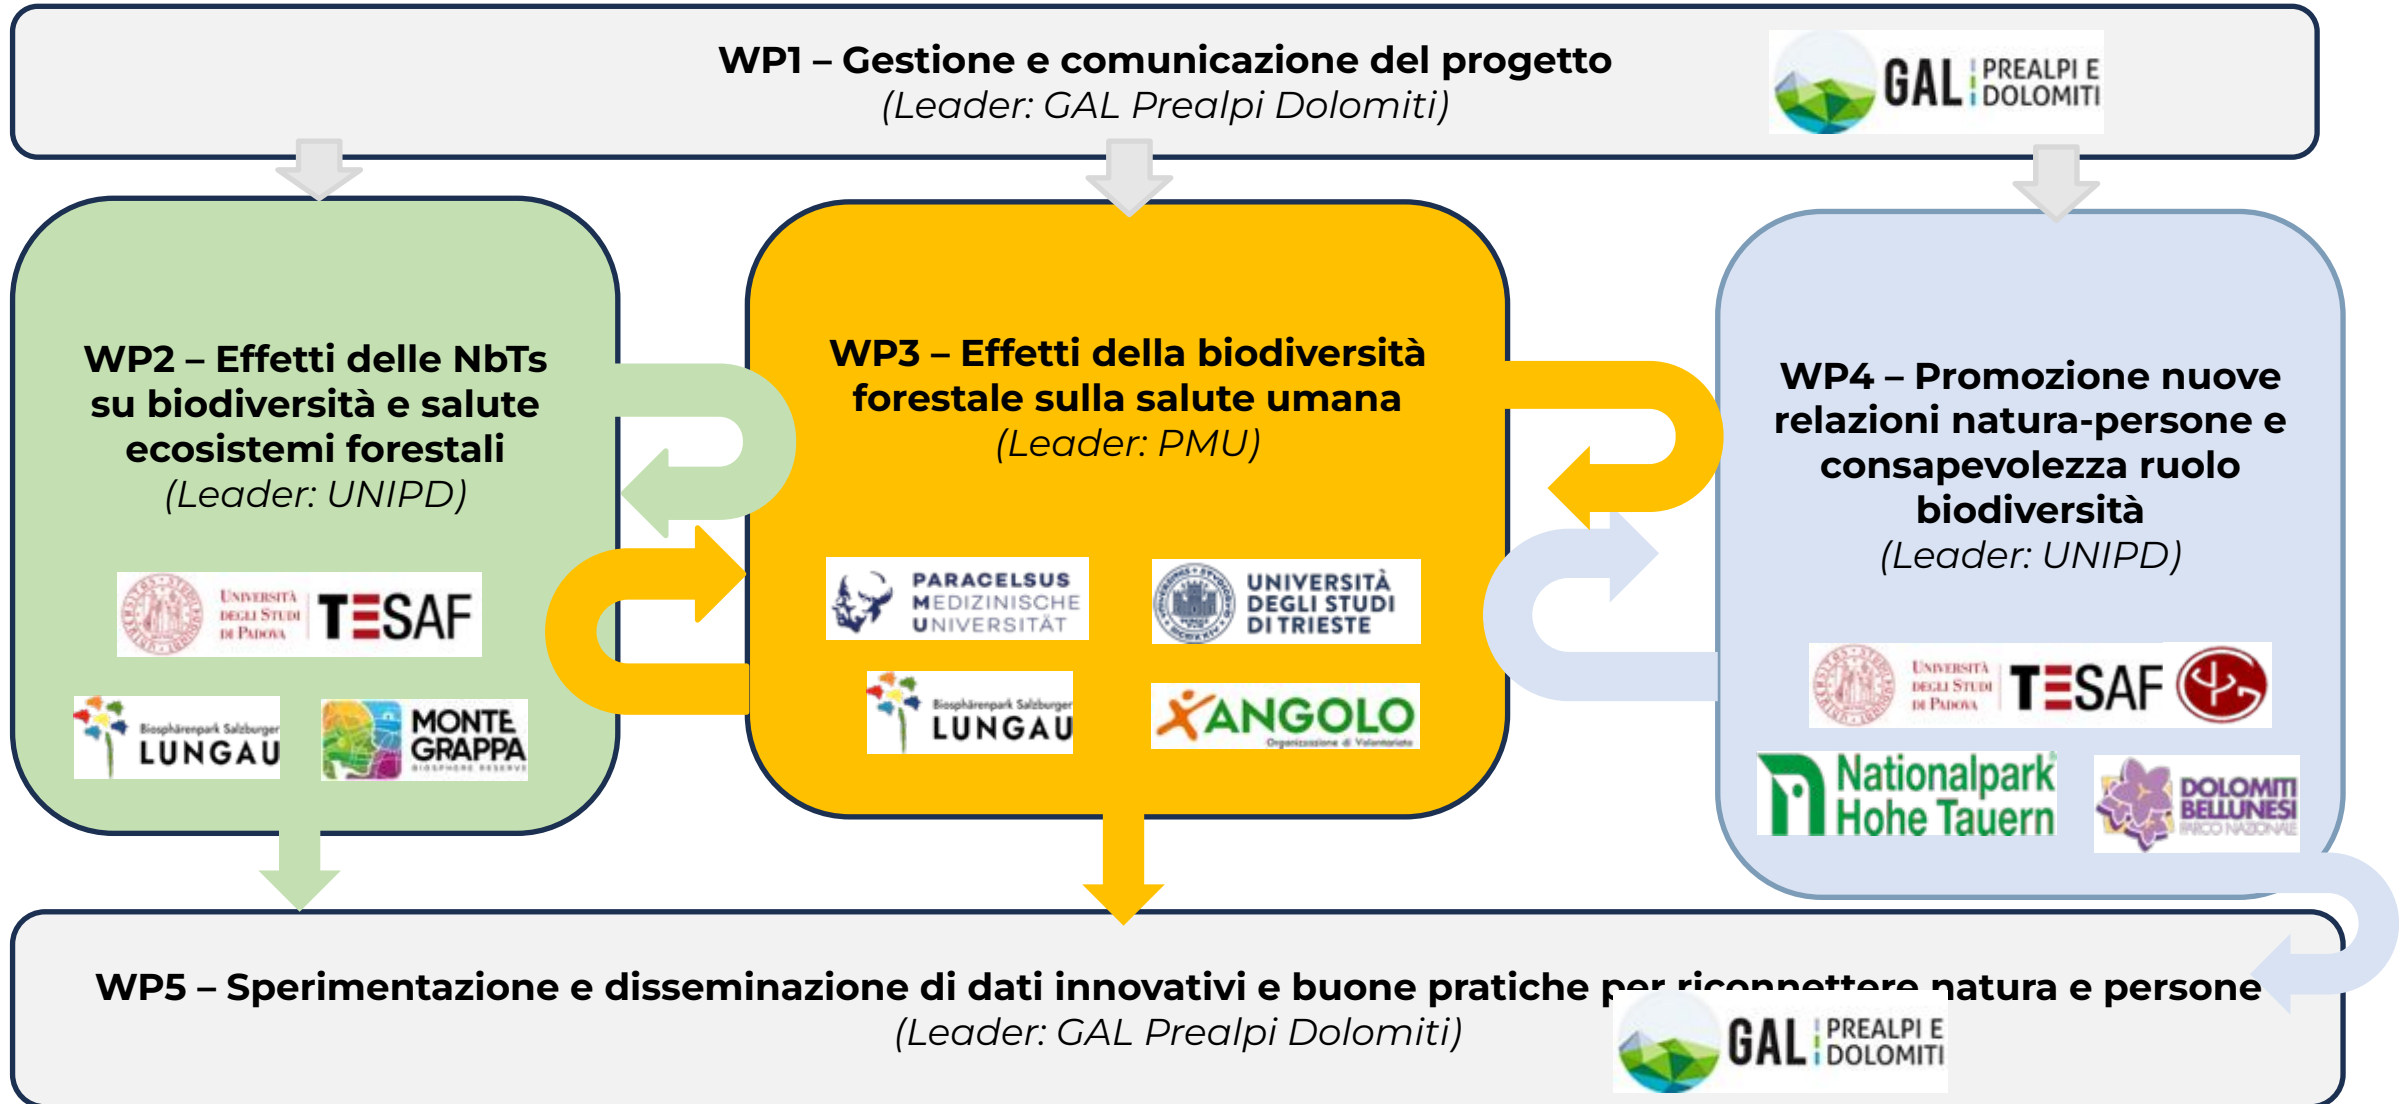 WP1 – Gestione e comunicazione del progetto
(Leader: GAL Prealpi Dolomiti)
GAL PREALPI E
DOLOMITI
WP2 – Effetti delle NbTs
su biodiversità e salute
ecosistemi forestali
(Leader: UNIPD)
UNIVERSITÀ
DEGLI STUDI
DI PADOVA
TESAF
Biosphärenpark Salzburger
LUNGAU
MONTE
GRAPPA
BIOSPHERE RESERVE
WP3 – Effetti della biodiversità
forestale sulla salute umana
(Leader: PMU)
PARACELSUS
MEDIZINISCHE
UNIVERSITÄT
UNIVERSITÀ
DEGLI STUDI
DI TRIESTE
Biosphärenpark Salzburger
LUNGAU
XANGOLO
Organizzazione di Volontariato
WP4 – Promozione nuove
relazioni natura-persone e
consapevolezza ruolo
biodiversità
(Leader: UNIPD)
UNIVERSITÀ
DEGLI STUDI
DI PADOVA
TESAF
Nationalpark
Hohe Tauern
DOLOMITI
BELLUNESI
PARCO NAZIONALE
WP5 – Sperimentazione e disseminazione di dati innovativi e buone pratiche per riconnettere natura e persone
(Leader: GAL Prealpi Dolomiti)
GAL PREALPI E
DOLOMITI